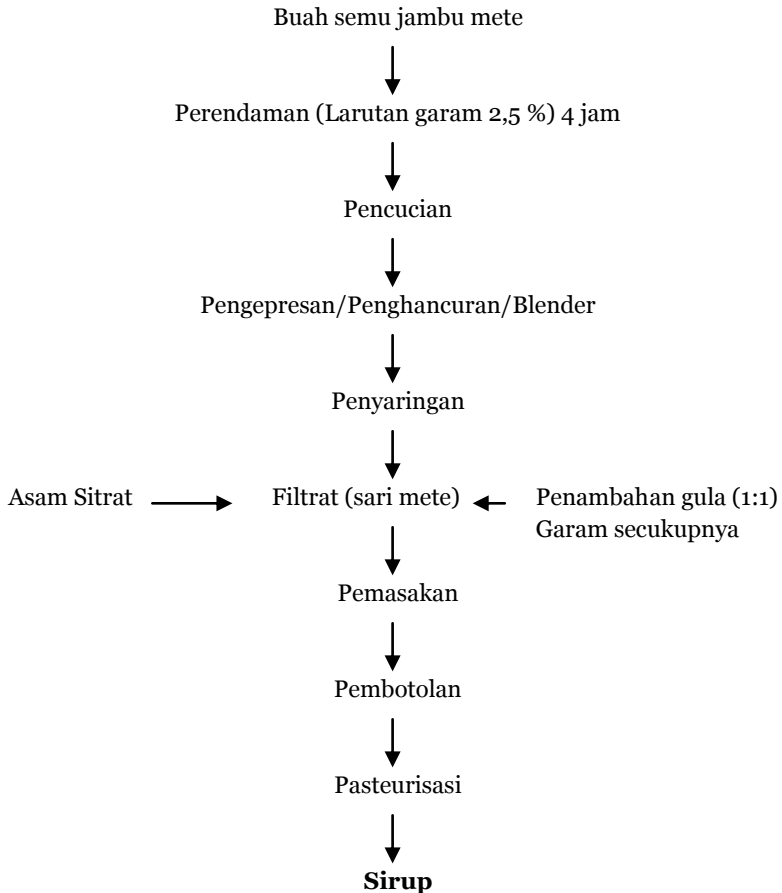 Buah semu jambu mete
Perendaman (Larutan garam 2,5 %) 4 jam
Pencucian
Pengepresan/Penghancuran/Blender
Penyaringan
Asam Sitrat
Filtrat (sari mete)
Penambahan gula (1:1)
Garam secukupnya
Pemasakan
Pembotolan
Pasteurisasi
Sirup